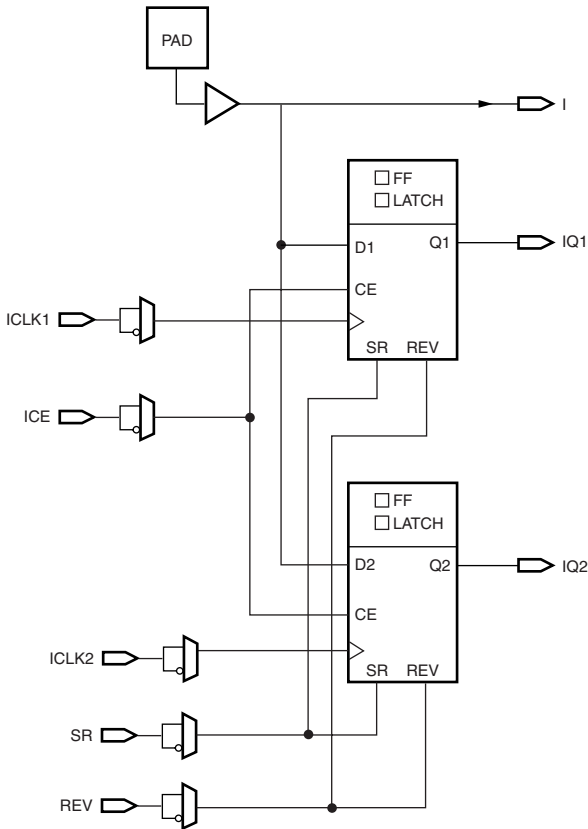 PAD
I
FF
LATCH
D1
Q1
IQ1
CE
ICLK1
SR REV
ICE
FF
LATCH
D2
Q2
IQ2
CE
ICLK2
SR REV
SR
REV